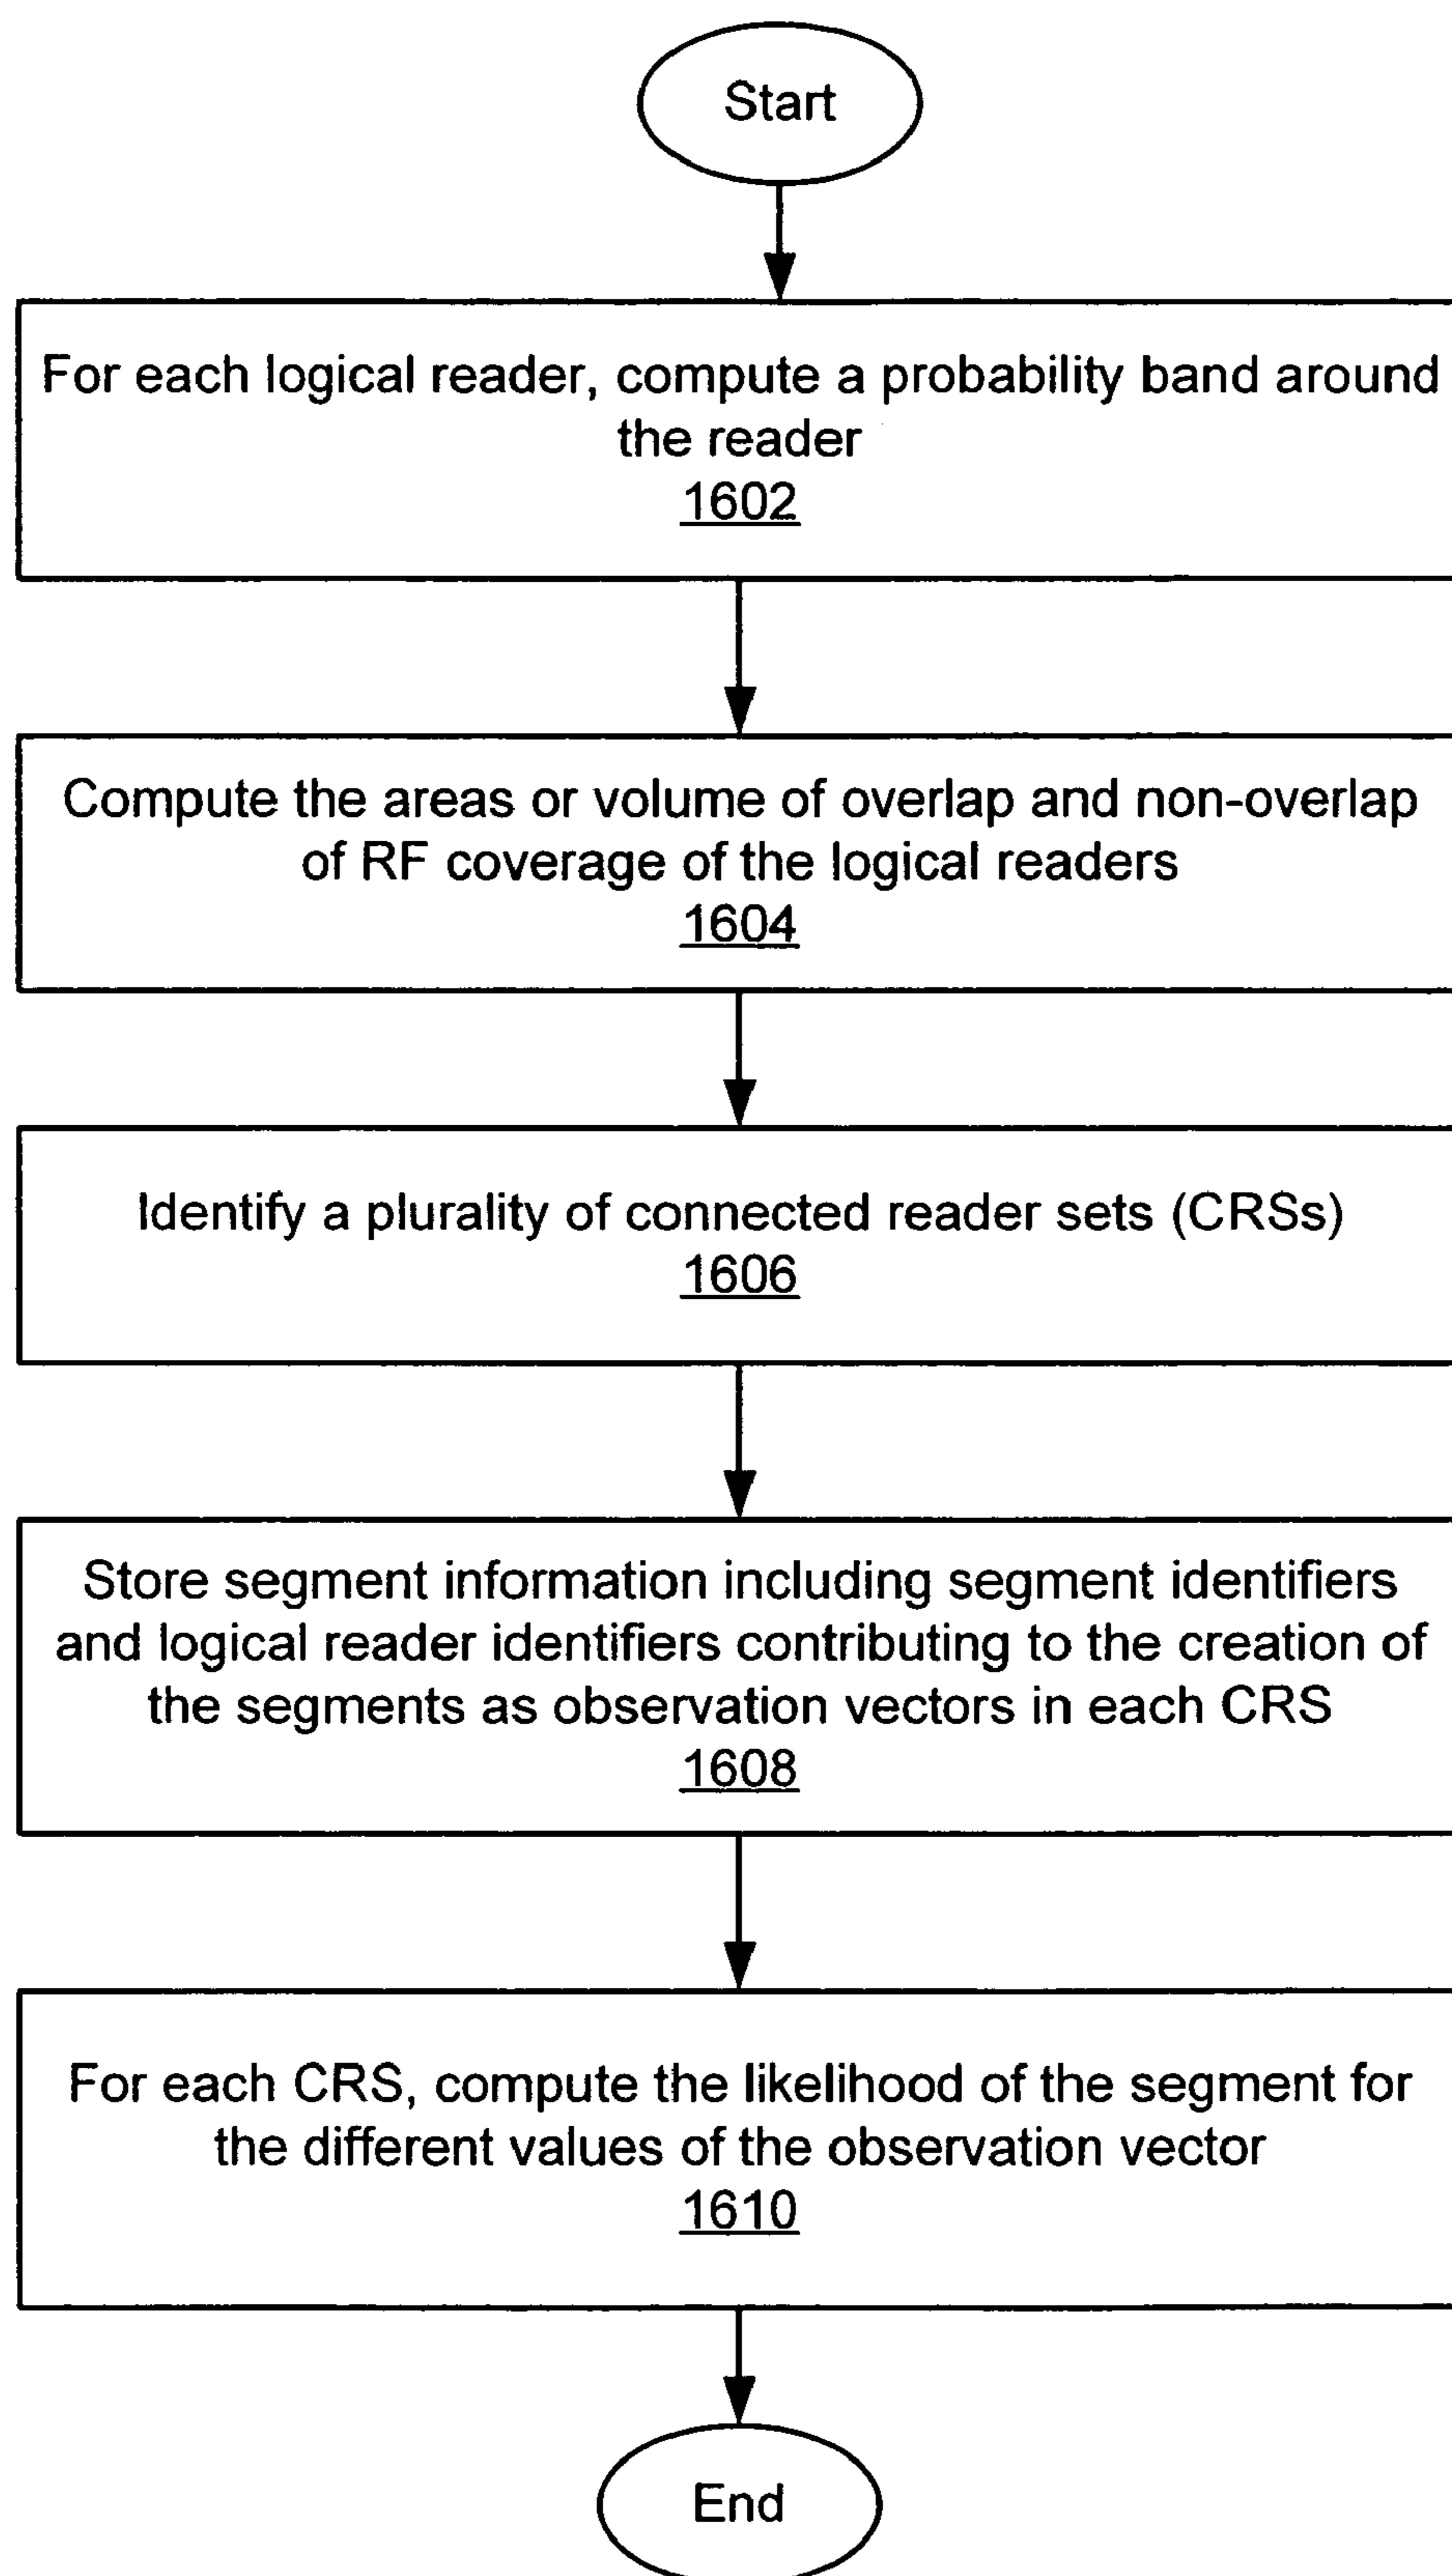 Start
For each logical reader, compute a probability band around
the reader
1602
Compute the areas or volume of overlap and non-overlap
of RF coverage of the logical readers
1604
Identify a plurality of connected reader sets (CRSs)
1606
Store segment information including segment identifiers
and logical reader identifiers contributing to the creation of
the segments as observation vectors in each CRS
1608
For each CRS, compute the likelihood of the segment for
the different values of the observation vector
1610
End